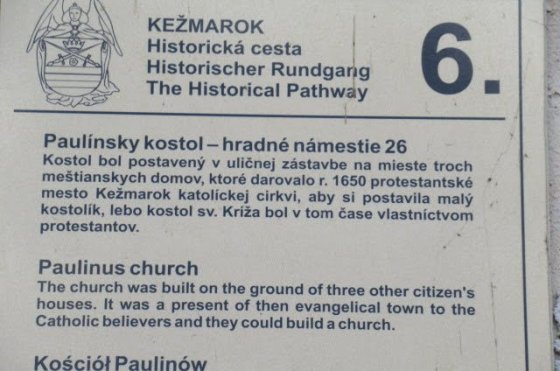 KEŽMAROK
Historická cesta
Historischer Rundgang
The Historical Pathway
6.
Paulínsky kostol – hradné námestie 26
Kostol bol postavený v uličnej zástavbe na mieste troch
meštianskych domov, ktoré darovalo r. 1650 protestantské
mesto Kežmarok katolíckej cirkvi, aby si postavila malý
kostolík, lebo kostol sv. Kríža bol v tom čase vlastníctvom
protestantov.
Paulinus church
The church was built on the ground of three other citizen's
houses. It was a present of then evangelical town to the
Catholic believers and they could build a church.
Kościół Paulinów